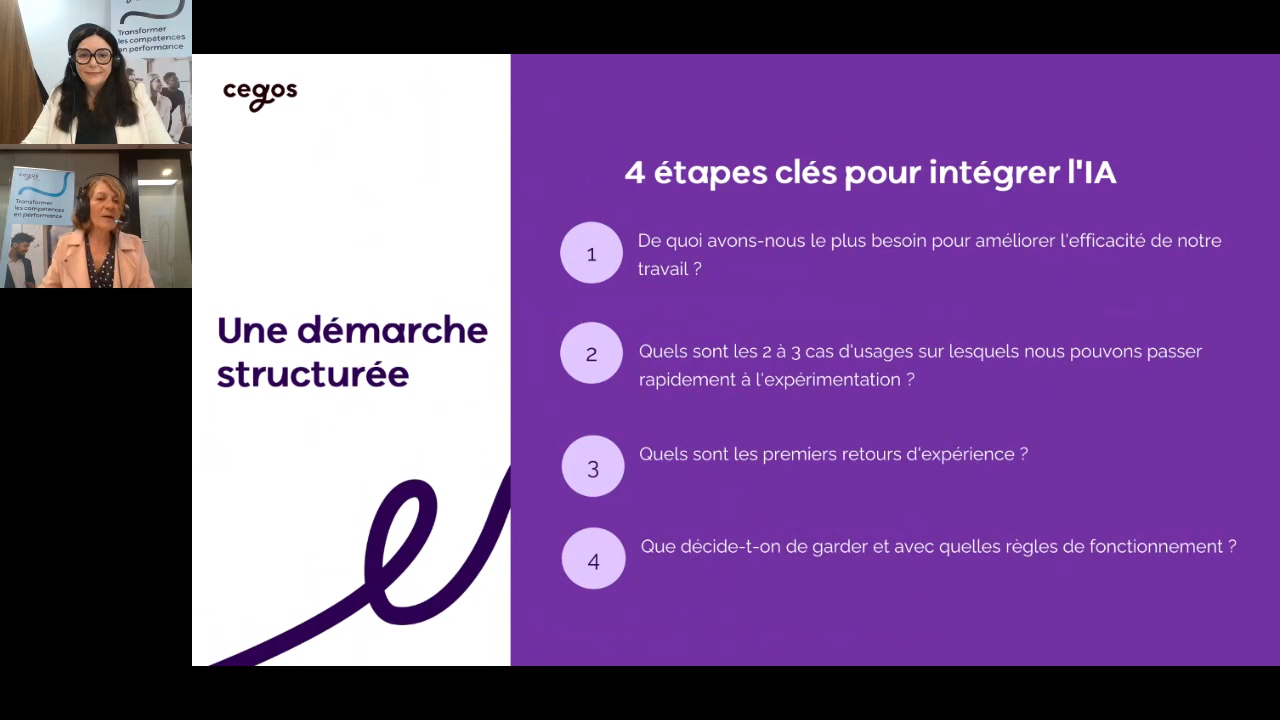 Transformer
les compétences
en performance
cegos
Transformer
les compétences
en performance
cegos
Une démarche
structurée
4 étapes clés pour intégrer l'IA
1
De quoi avons-nous le plus besoin pour améliorer l'efficacité de notre
travail ?
2
Quels sont les 2 à 3 cas d'usages sur lesquels nous pouvons passer
rapidement à l'expérimentation ?
3
Quels sont les premiers retours d'expérience ?
4
Que décide-t-on de garder et avec quelles règles de fonctionnement ?